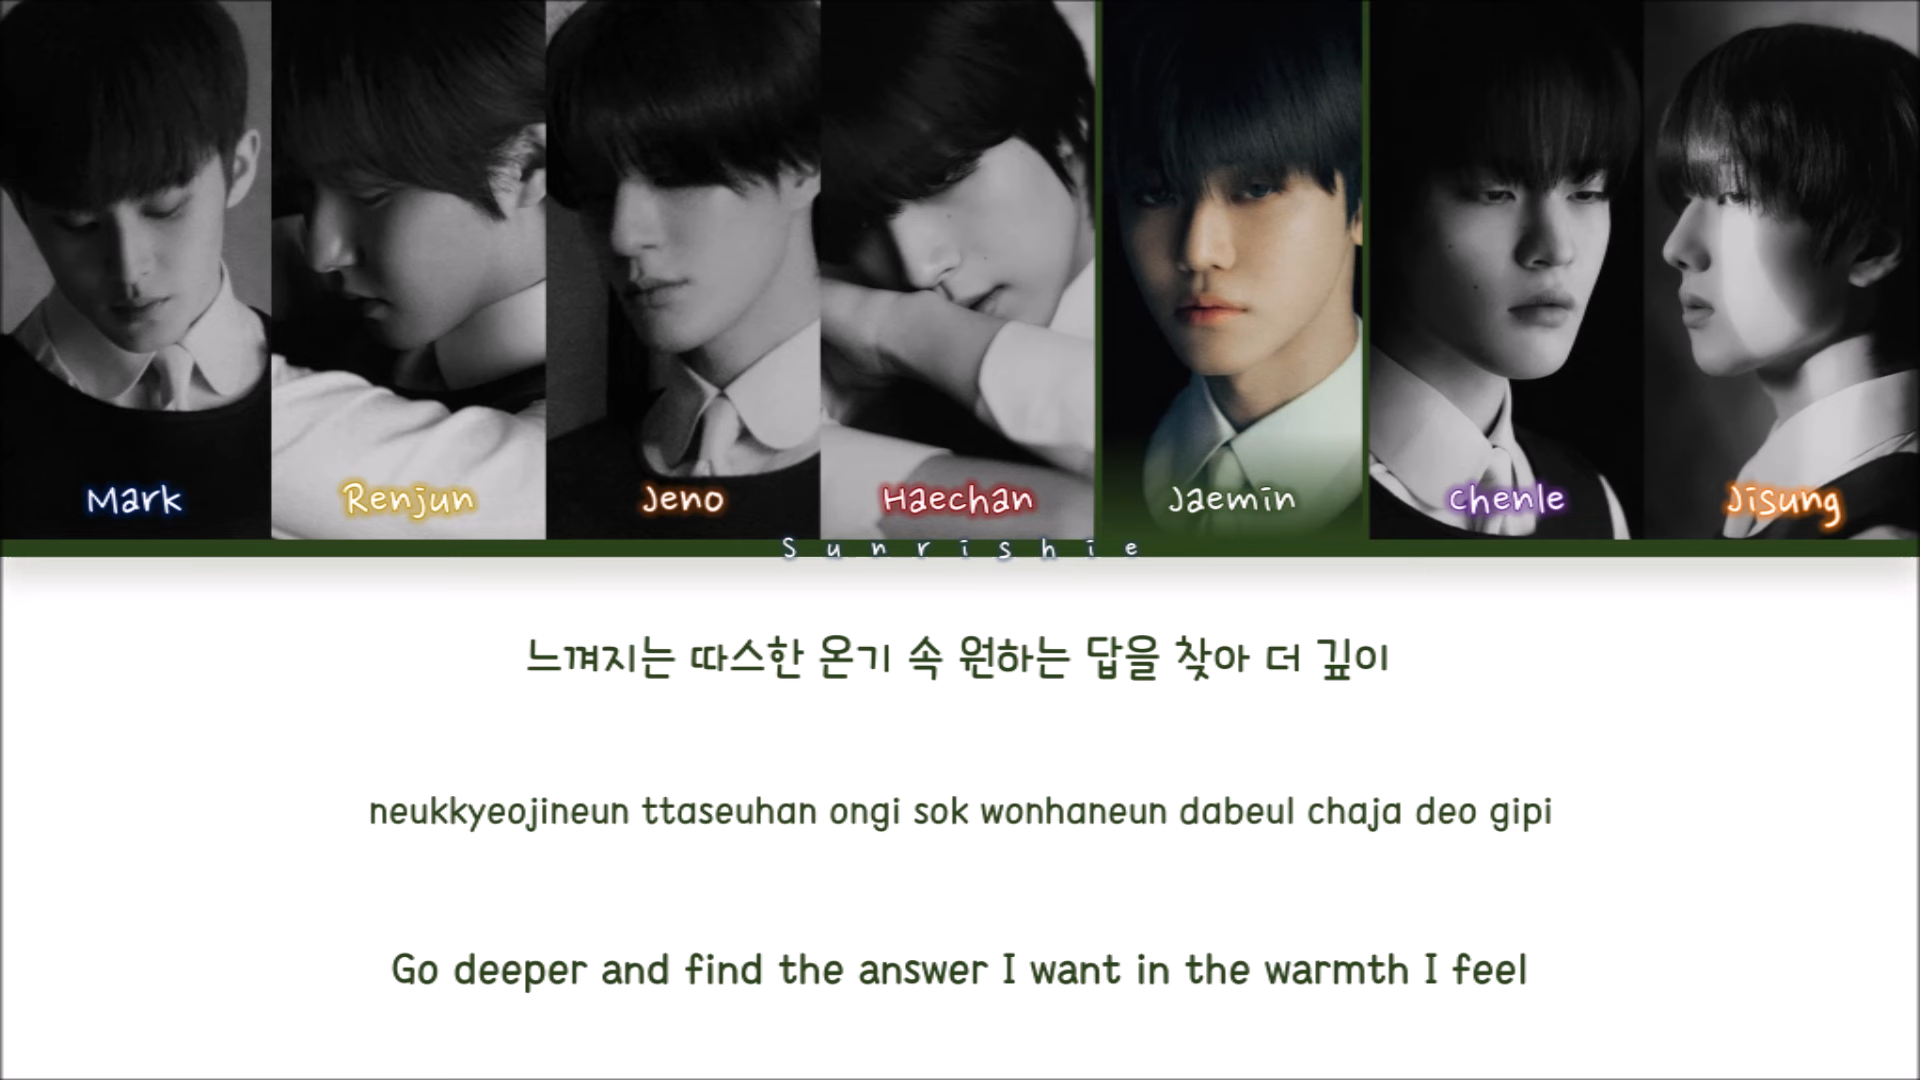 Mark Renjun Jeno Haechan Jaemin Chenle Jisung
Sunrishie
느껴지는 따스한 온기 속 원하는 답을 찾아 더 깊이
neukkyeojineun ttaseuhan ongi sok wonhaneun dabeul chaja deo gipi
Go deeper and find the answer I want in the warmth I feel